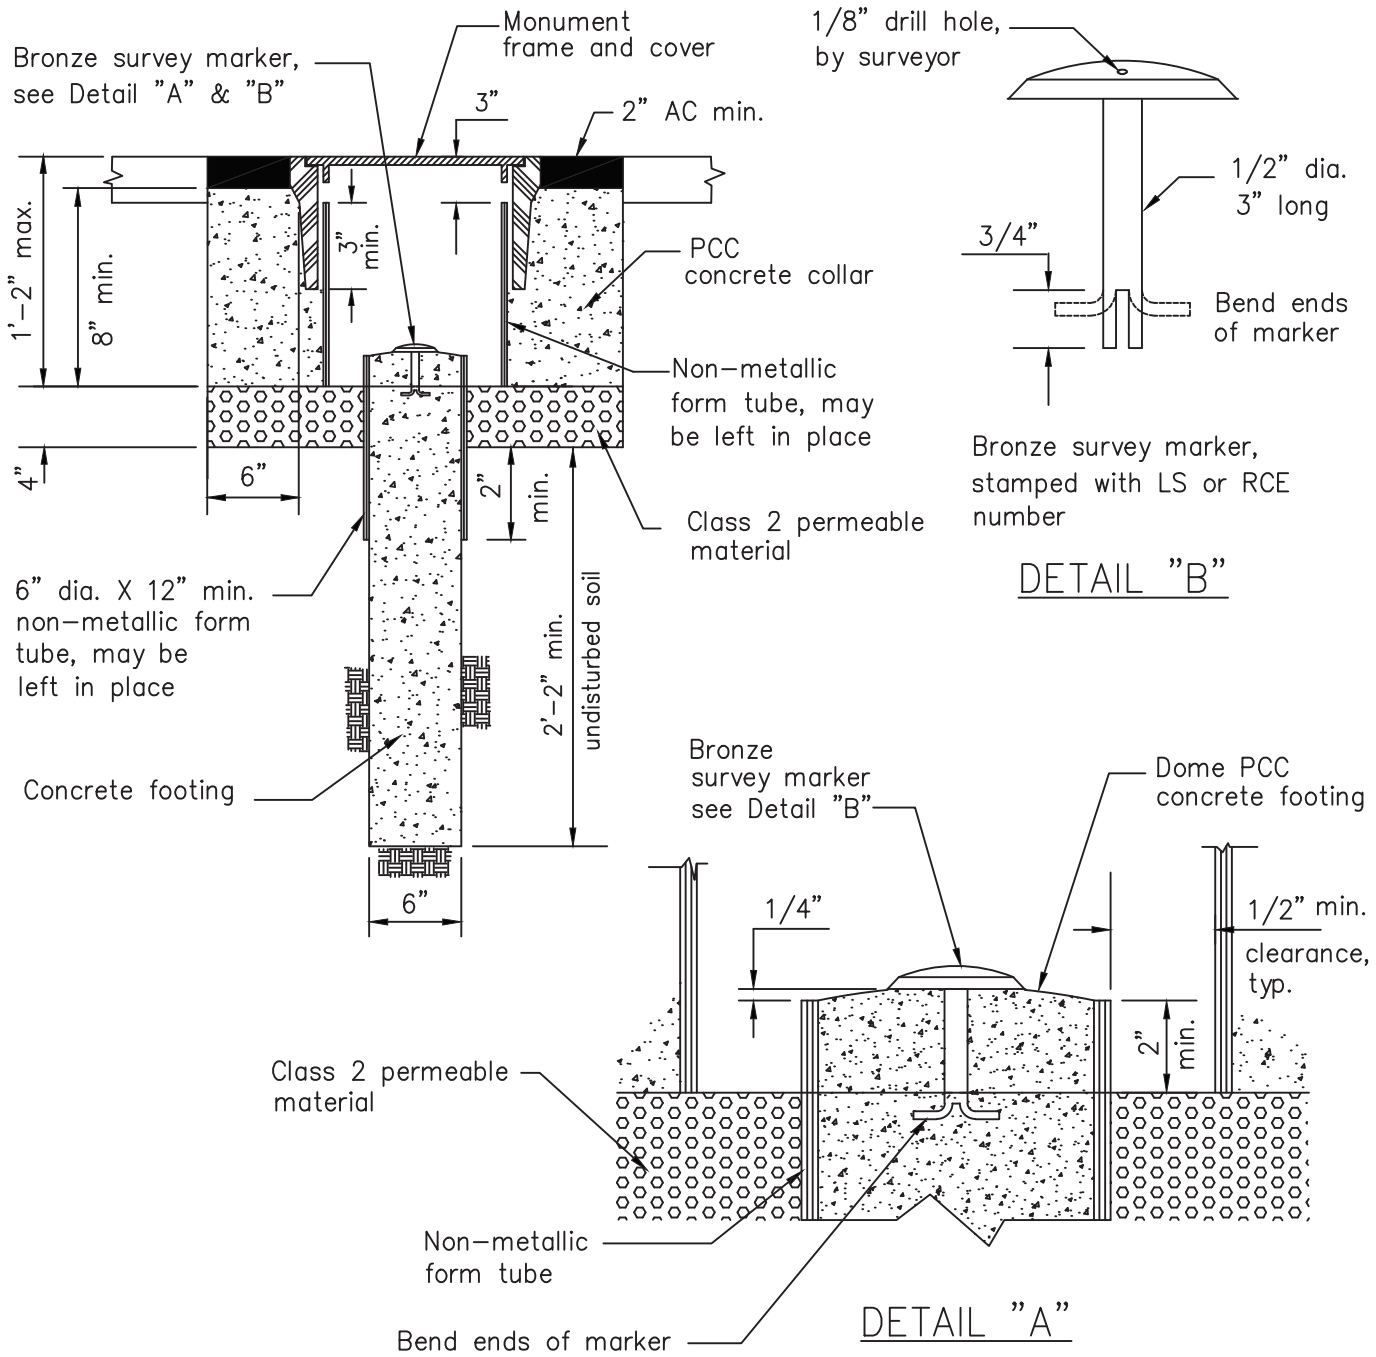 Monument
frame and cover
Bronze survey marker,
see Detail "A" & "B"
3"
2" AC min.
1'-2" max.
8" min.
3"
min.
PCC
concrete collar
Non-metallic
form tube, may
be left in place
4"
6"
2"
min.
Class 2 permeable
material
6" dia. X 12" min.
non-metallic form
tube, may be
left in place
2'-2" min.
undisturbed soil
Concrete footing
6"
1/8" drill hole,
by surveyor
1/2" dia.
3" long
3/4"
Bend ends
of marker
Bronze survey marker,
stamped with LS or RCE
number
DETAIL "B"
Bronze
survey marker
see Detail "B"
Dome PCC
concrete footing
1/4"
1/2" min.
clearance,
typ.
2"
min.
Class 2 permeable
material
Non-metallic
form tube
Bend ends of marker
DETAIL "A"